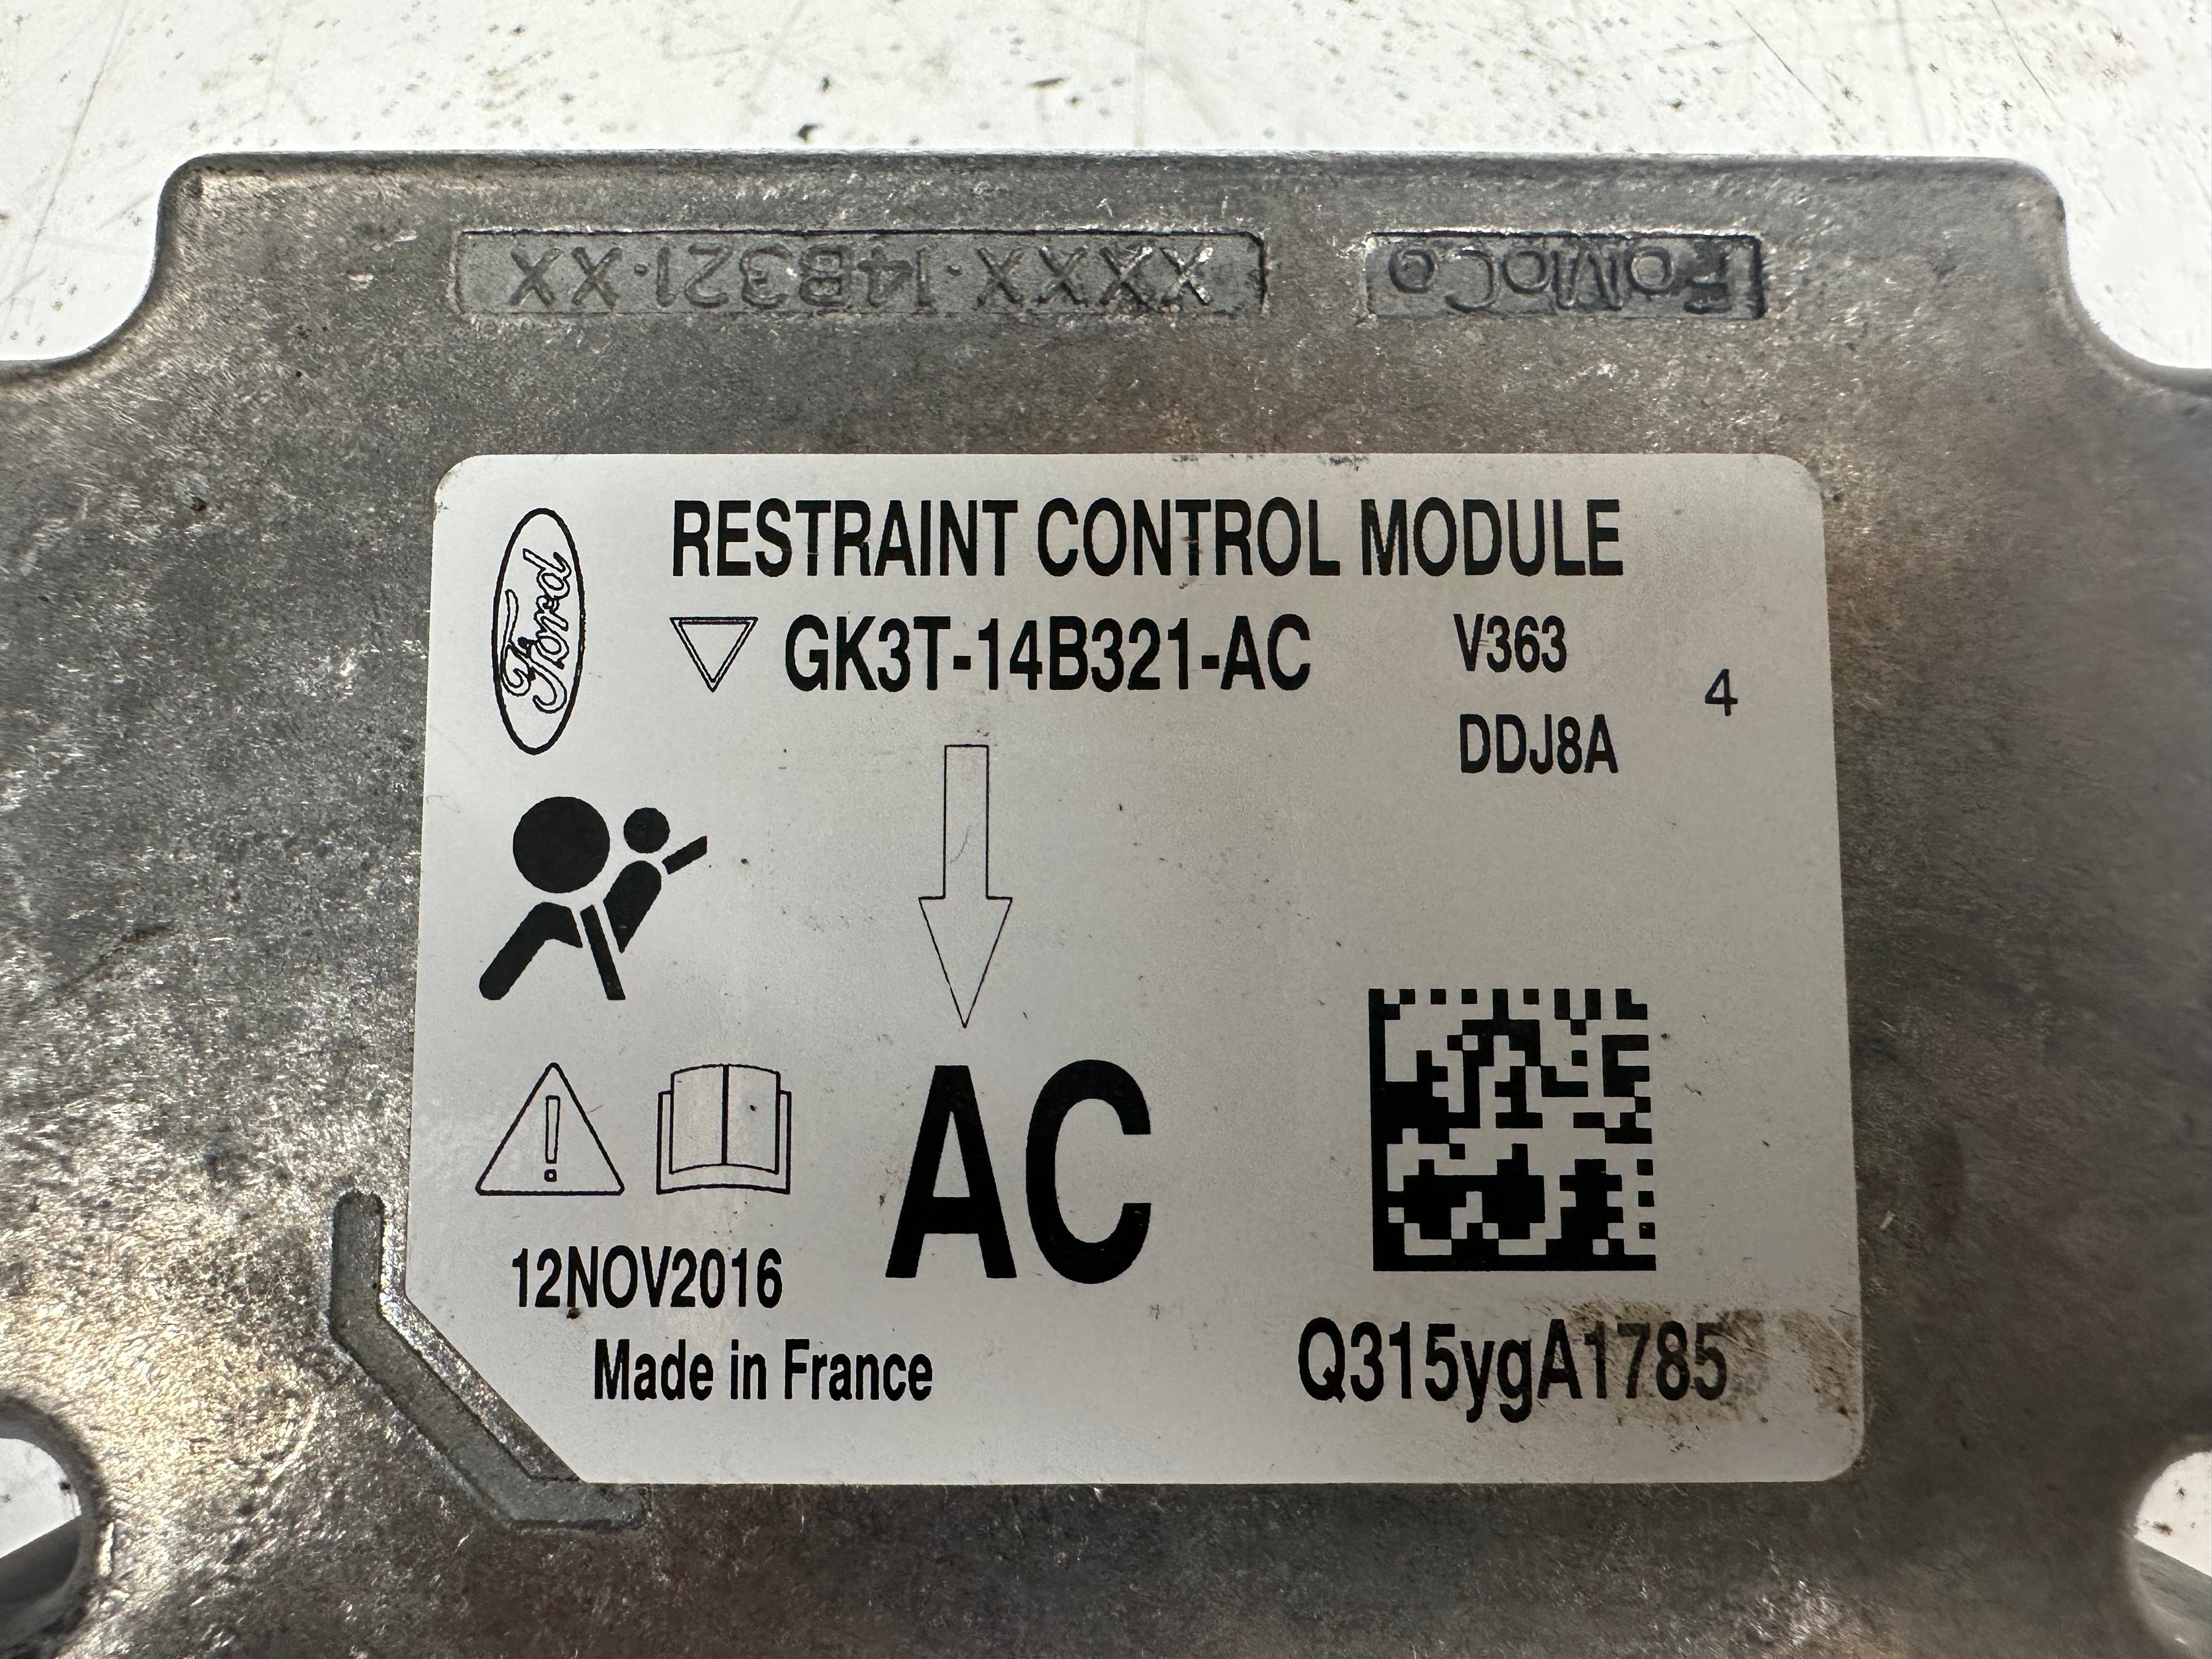 XXXX·14B321·XX
FoMoCo
Ford
RESTRAINT CONTROL MODULE
GK3T-14B321-AC
V363
DDJ8A
4
AC
12NOV2016
Made in France
Q315ygA1785